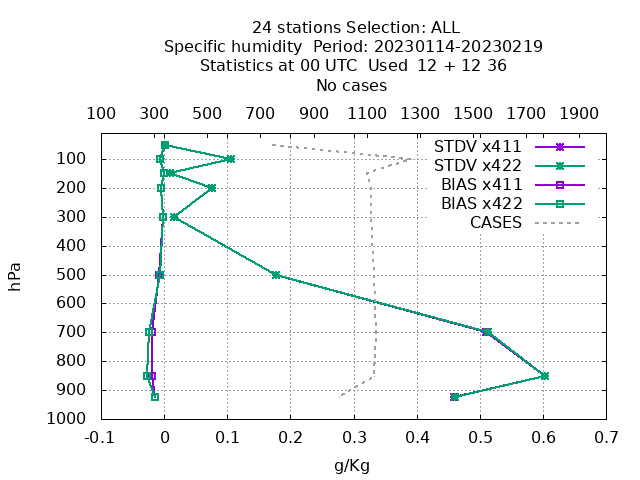 24 stations Selection: ALL
Specific humidity  Period: 20230114-20230219
Statistics at 00 UTC  Used  12 + 12 36
No cases
100 300 500 700 900 1100 1300 1500 1700 1900
STDV x411
STDV x422
BIAS x411
BIAS x422
CASES
hPa
100
200
300
400
500
600
700
800
900
1000
-0.1 0 0.1 0.2 0.3 0.4 0.5 0.6 0.7
g/Kg